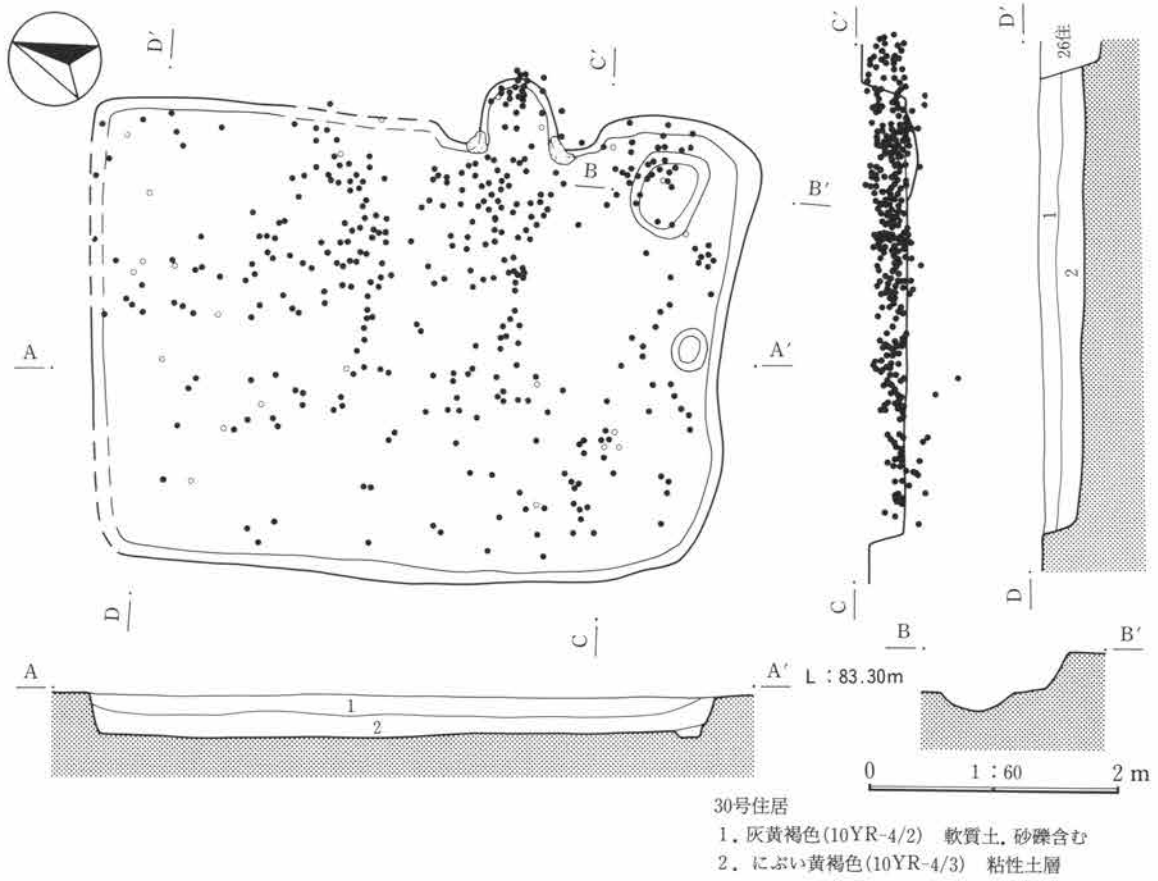 D′
C′
C′
D′
26住
B
B′
1
2
A
A′
D
C
C
D
B
B′
A
A′
L：83.30m
1
2
0 1：60 2m
30号住居
1．灰黄褐色(10YR-4/2) 軟質土．砂礫含む
2．にぶい黄褐色(10YR-4/3) 粘性土層